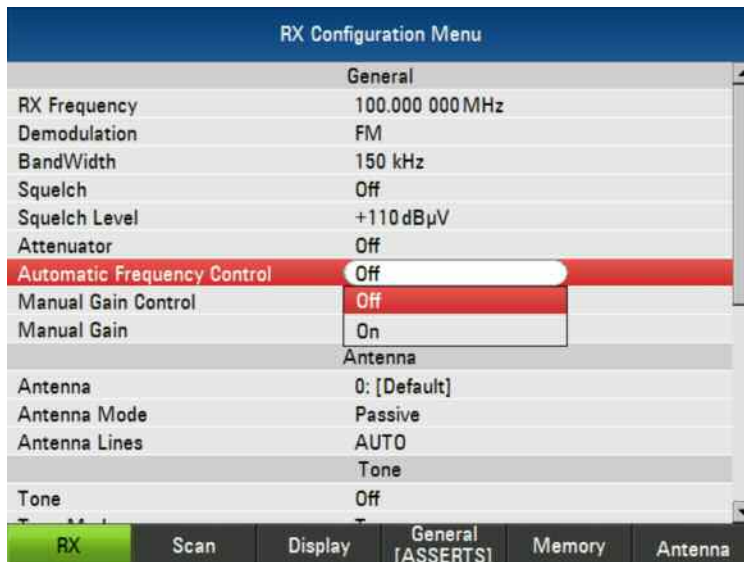 RX Configuration Menu
General
RX Frequency 100.000 000 MHz
Demodulation FM
BandWidth 150 kHz
Squelch Off
Squelch Level +110 dBµV
Attenuator Off
Automatic Frequency Control Off
Manual Gain Control Off
Manual Gain On
Antenna
Antenna 0: [Default]
Antenna Mode Passive
Antenna Lines AUTO
Tone
Tone Off
RX Scan Display General [ASSERTS] Memory Antenna